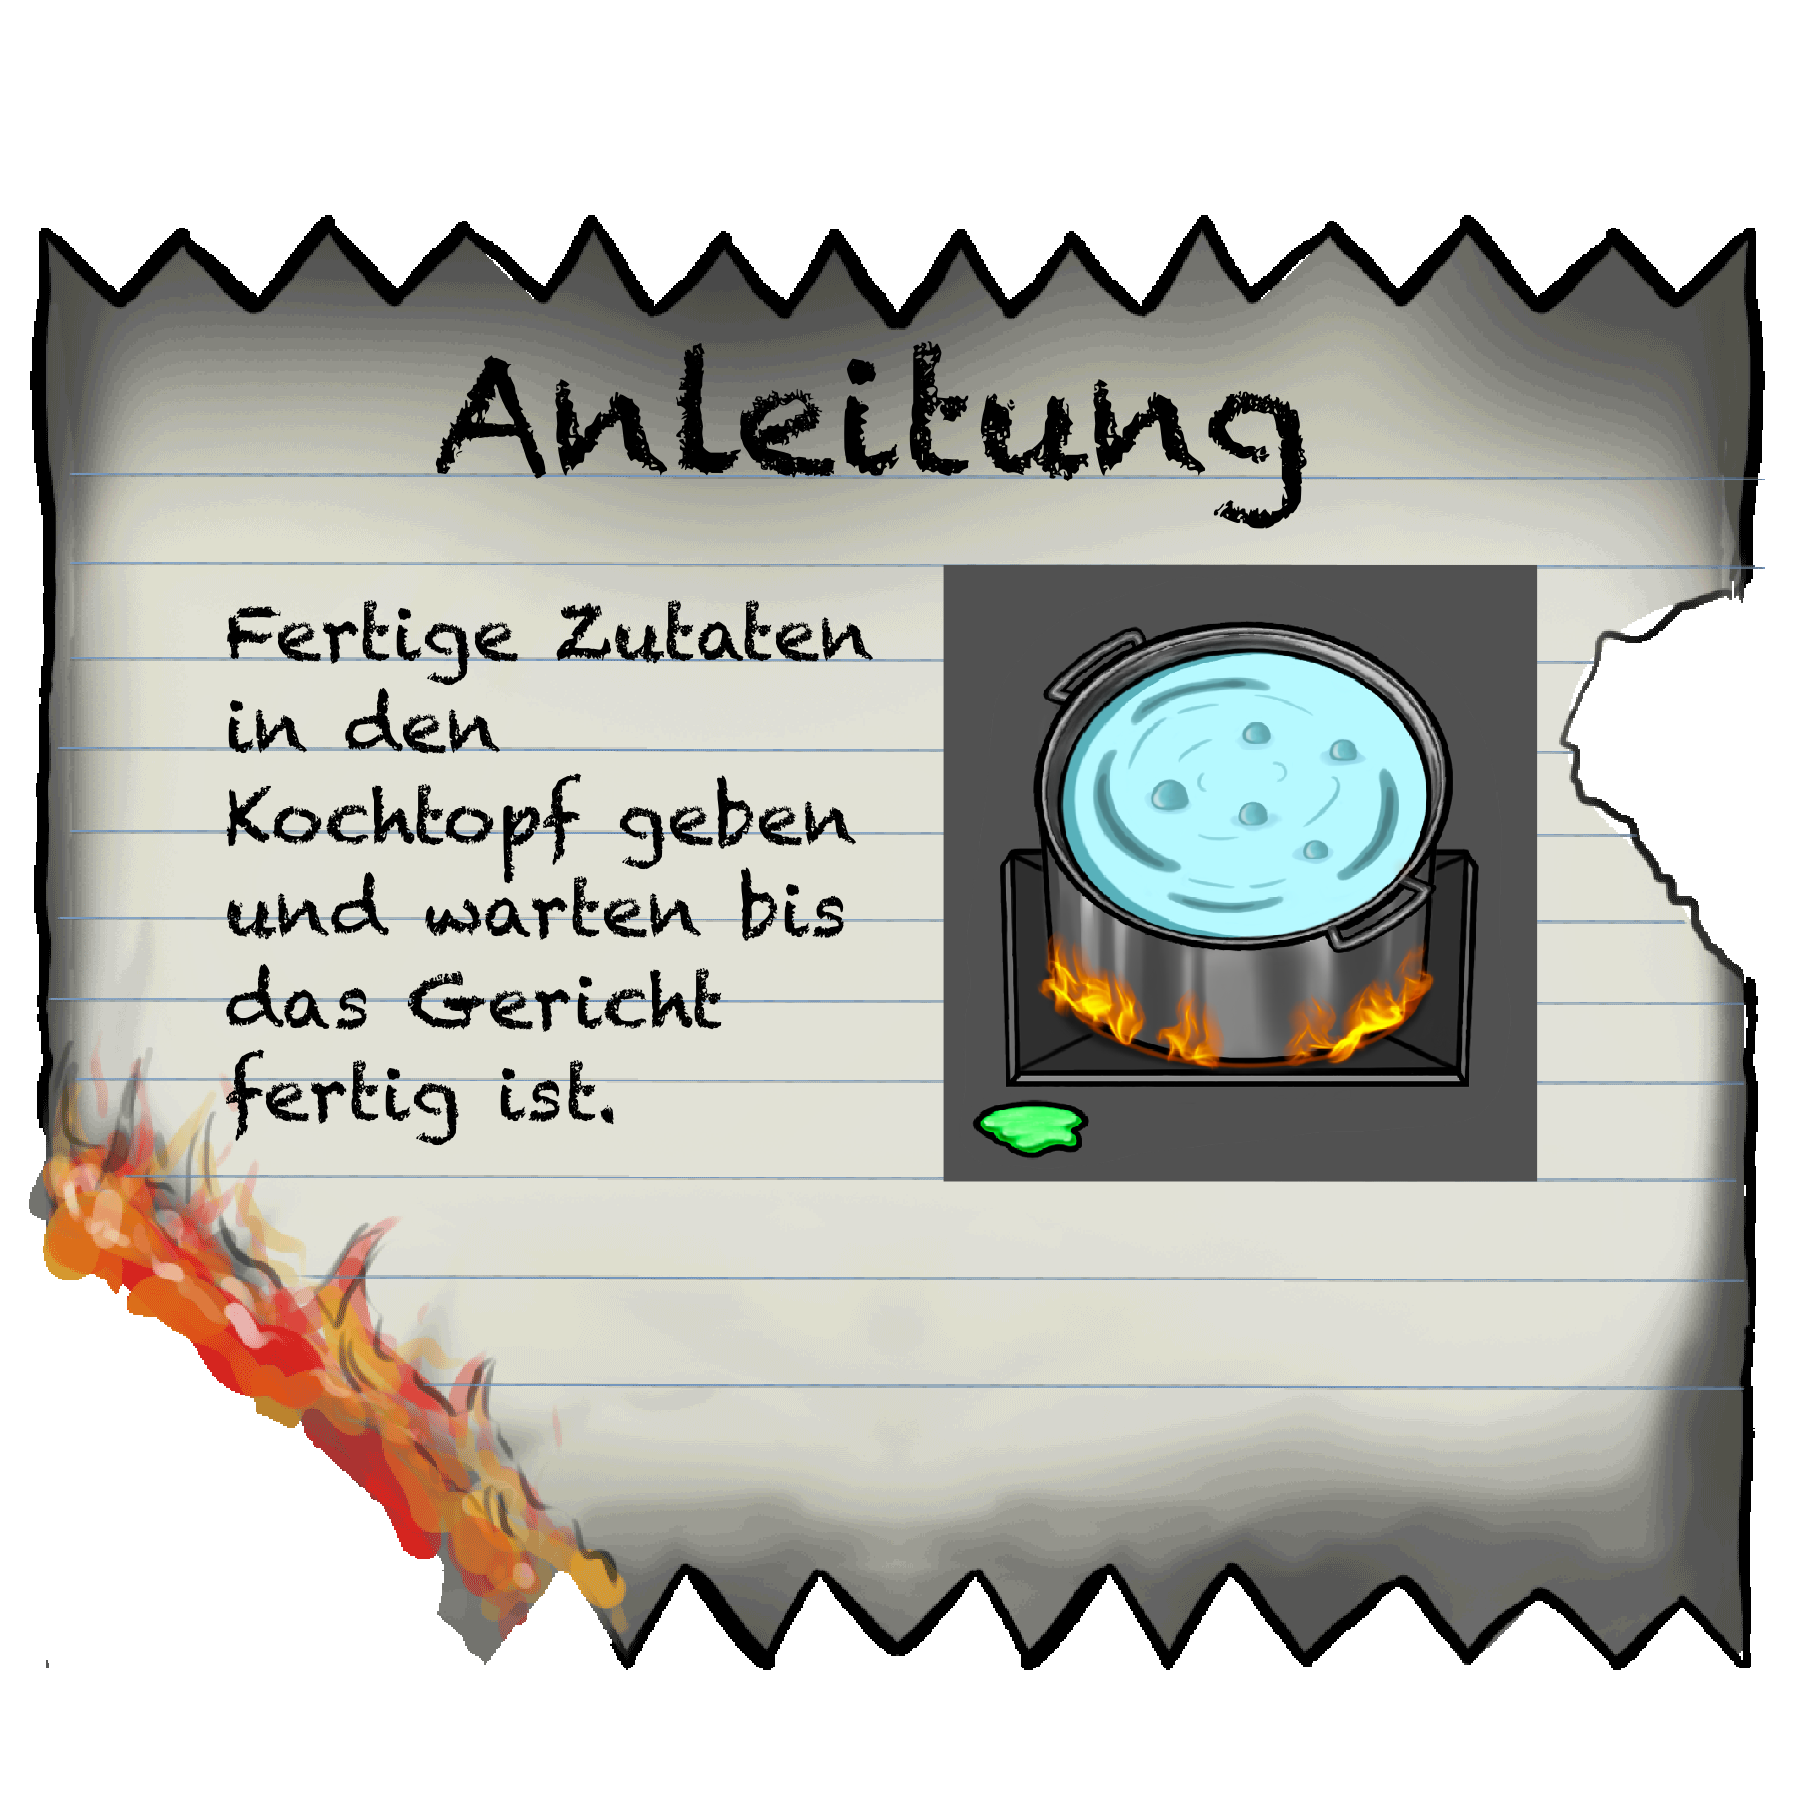 Anleitung
Fertige Zutaten
in den
Kochtopf geben
und warten bis
das Gericht
fertig ist.